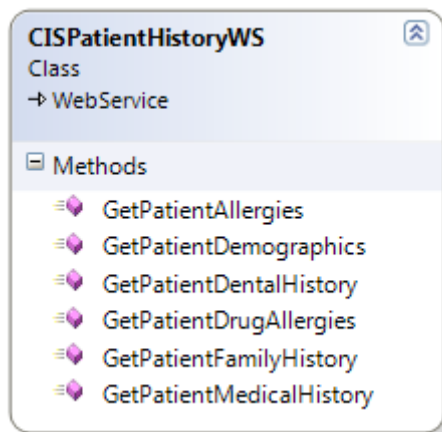 CISPatientHistoryWS
Class
WebService
Methods
GetPatientAllergies
GetPatientDemographics
GetPatientDentalHistory
GetPatientDrugAllergies
GetPatientFamilyHistory
GetPatientMedicalHistory